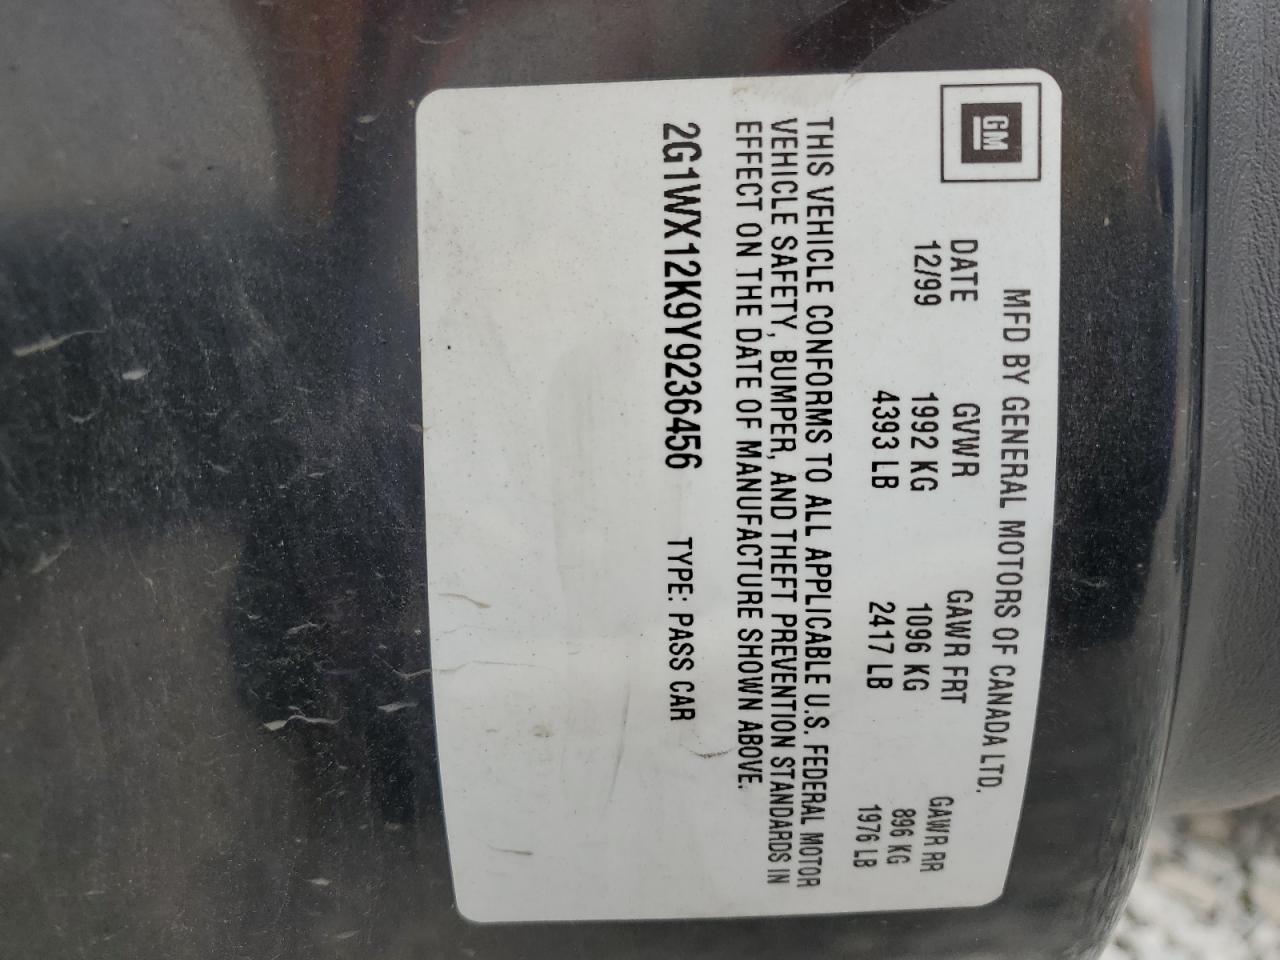 GM
MFD BY GENERAL MOTORS OF CANADA LTD.
DATE GVWR GAWR FRT GAWR RR
12/99 1992 KG 1096 KG 896 KG
4393 LB 2417 LB 1976 LB
THIS VEHICLE CONFORMS TO ALL APPLICABLE U.S. FEDERAL MOTOR
VEHICLE SAFETY, BUMPER, AND THEFT PREVENTION STANDARDS IN
EFFECT ON THE DATE OF MANUFACTURE SHOWN ABOVE.
2G1WX12K9Y9236456 TYPE: PASS CAR